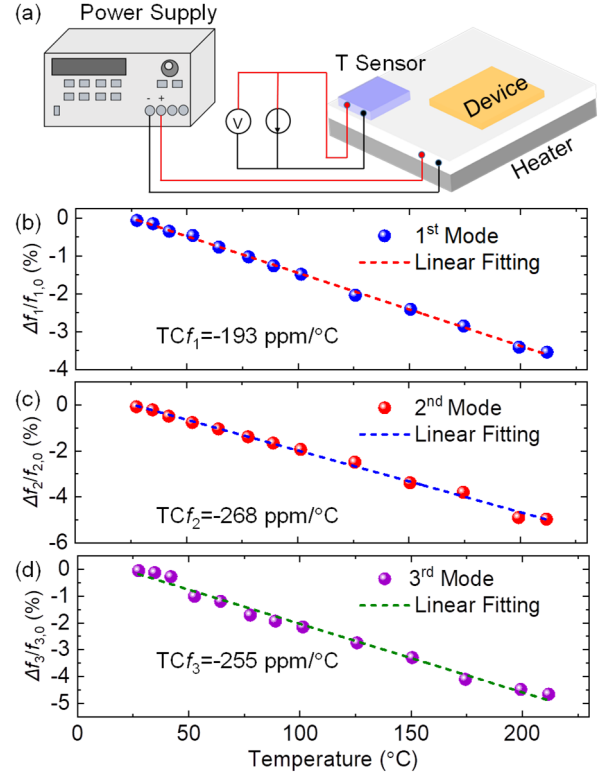 (a)
Power Supply
- +
V
T Sensor
Device
Heater
(b)
0
-1
-2
-3
-4
Δf₁/f₁,₀ (%)
1st Mode
Linear Fitting
TCf₁=-193 ppm/°C
(c)
0
-2
-4
-6
Δf₂/f₂,₀ (%)
2nd Mode
Linear Fitting
TCf₂=-268 ppm/°C
(d)
0
-1
-2
-3
-4
-5
Δf₃/f₃,₀ (%)
3rd Mode
Linear Fitting
TCf₃=-255 ppm/°C
0 50 100 150 200
Temperature (°C)